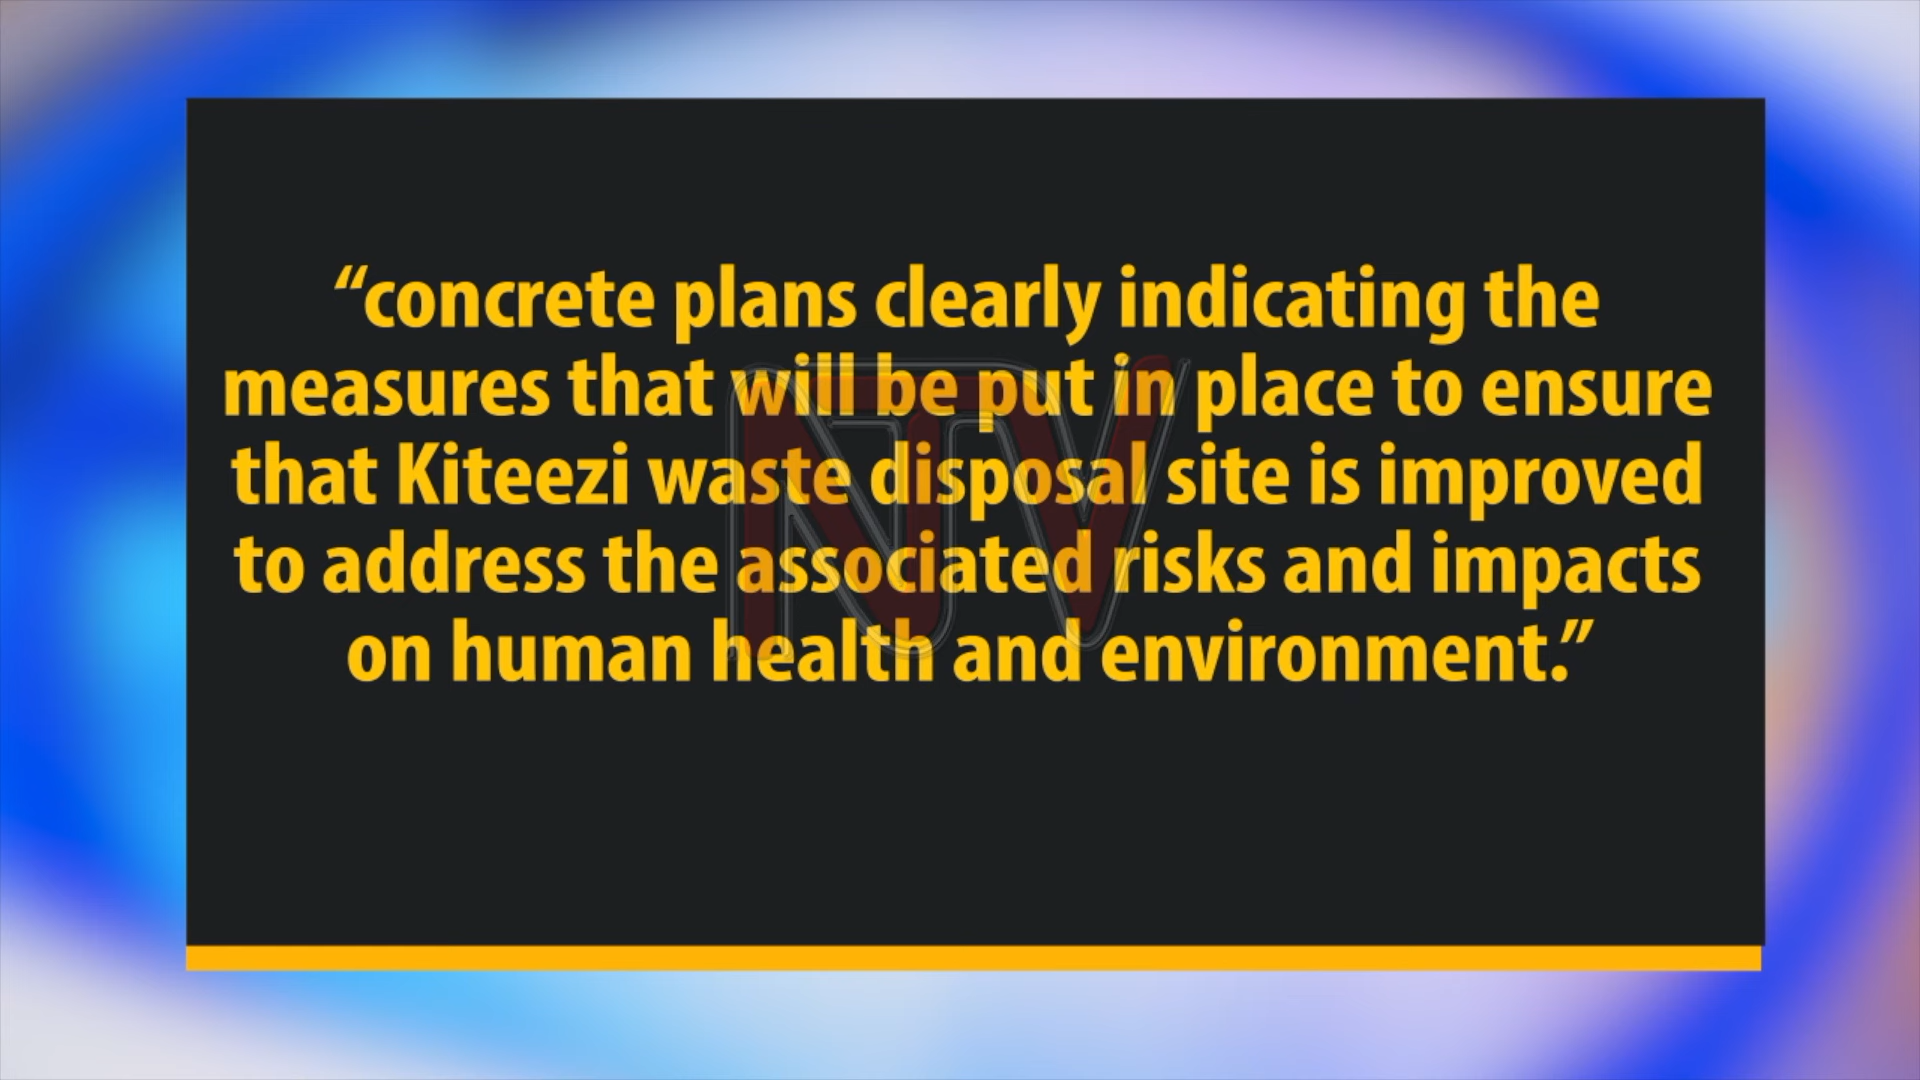 “concrete plans clearly indicating the
measures that will be put in place to ensure
that Kiteezi waste disposal site is improved
to address the associated risks and impacts
on human health and environment.”
NTV